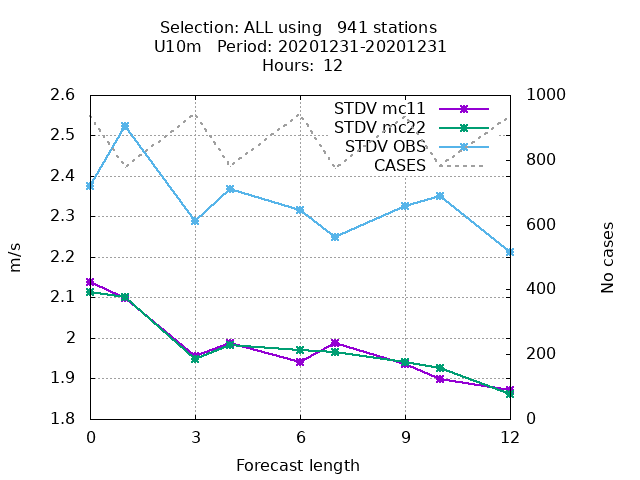 Selection: ALL using   941 stations
U10m   Period: 20201231-20201231
Hours:  12
2.6
2.5
2.4
2.3
2.2
2.1
2
1.9
1.8
1000
800
600
400
200
0
STDV mc11
STDV mc22
STDV OBS
CASES
m/s
No cases
0 3 6 9 12
Forecast length